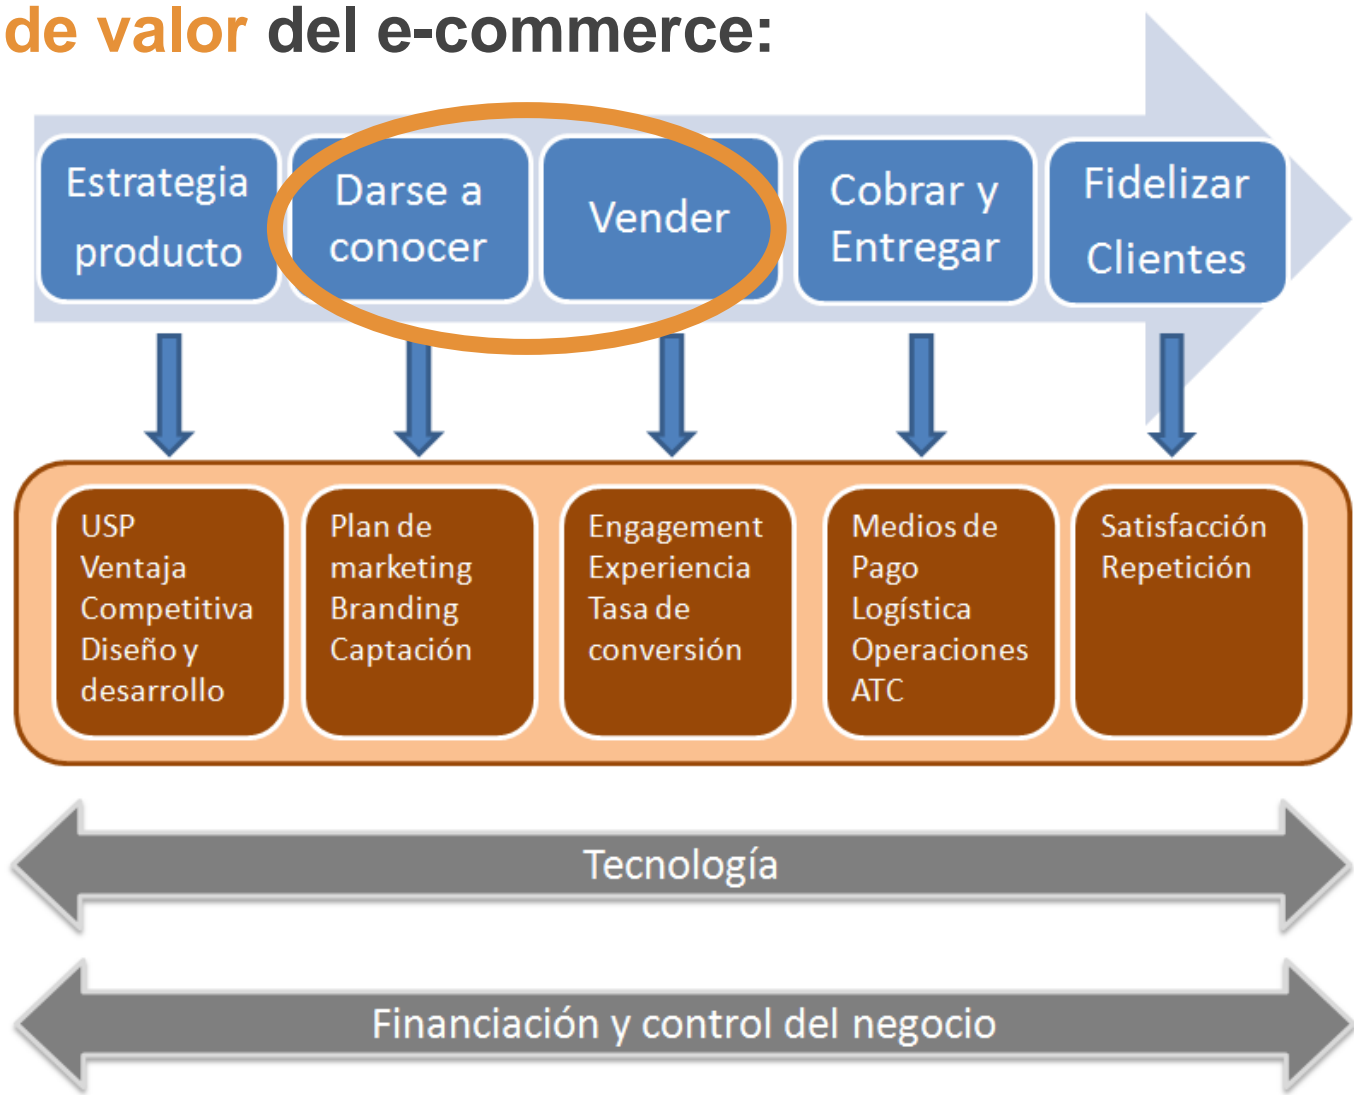 de valor del e-commerce:
Estrategia
producto
Darse a
conocer
Vender
Cobrar y
Entregar
Fidelizar
Clientes
USP
Ventaja
Competitiva
Diseño y
desarrollo
Plan de
marketing
Branding
Captación
Engagement
Experiencia
Tasa de
conversión
Medios de
Pago
Logística
Operaciones
ATC
Satisfacción
Repetición
Tecnología
Financiación y control del negocio